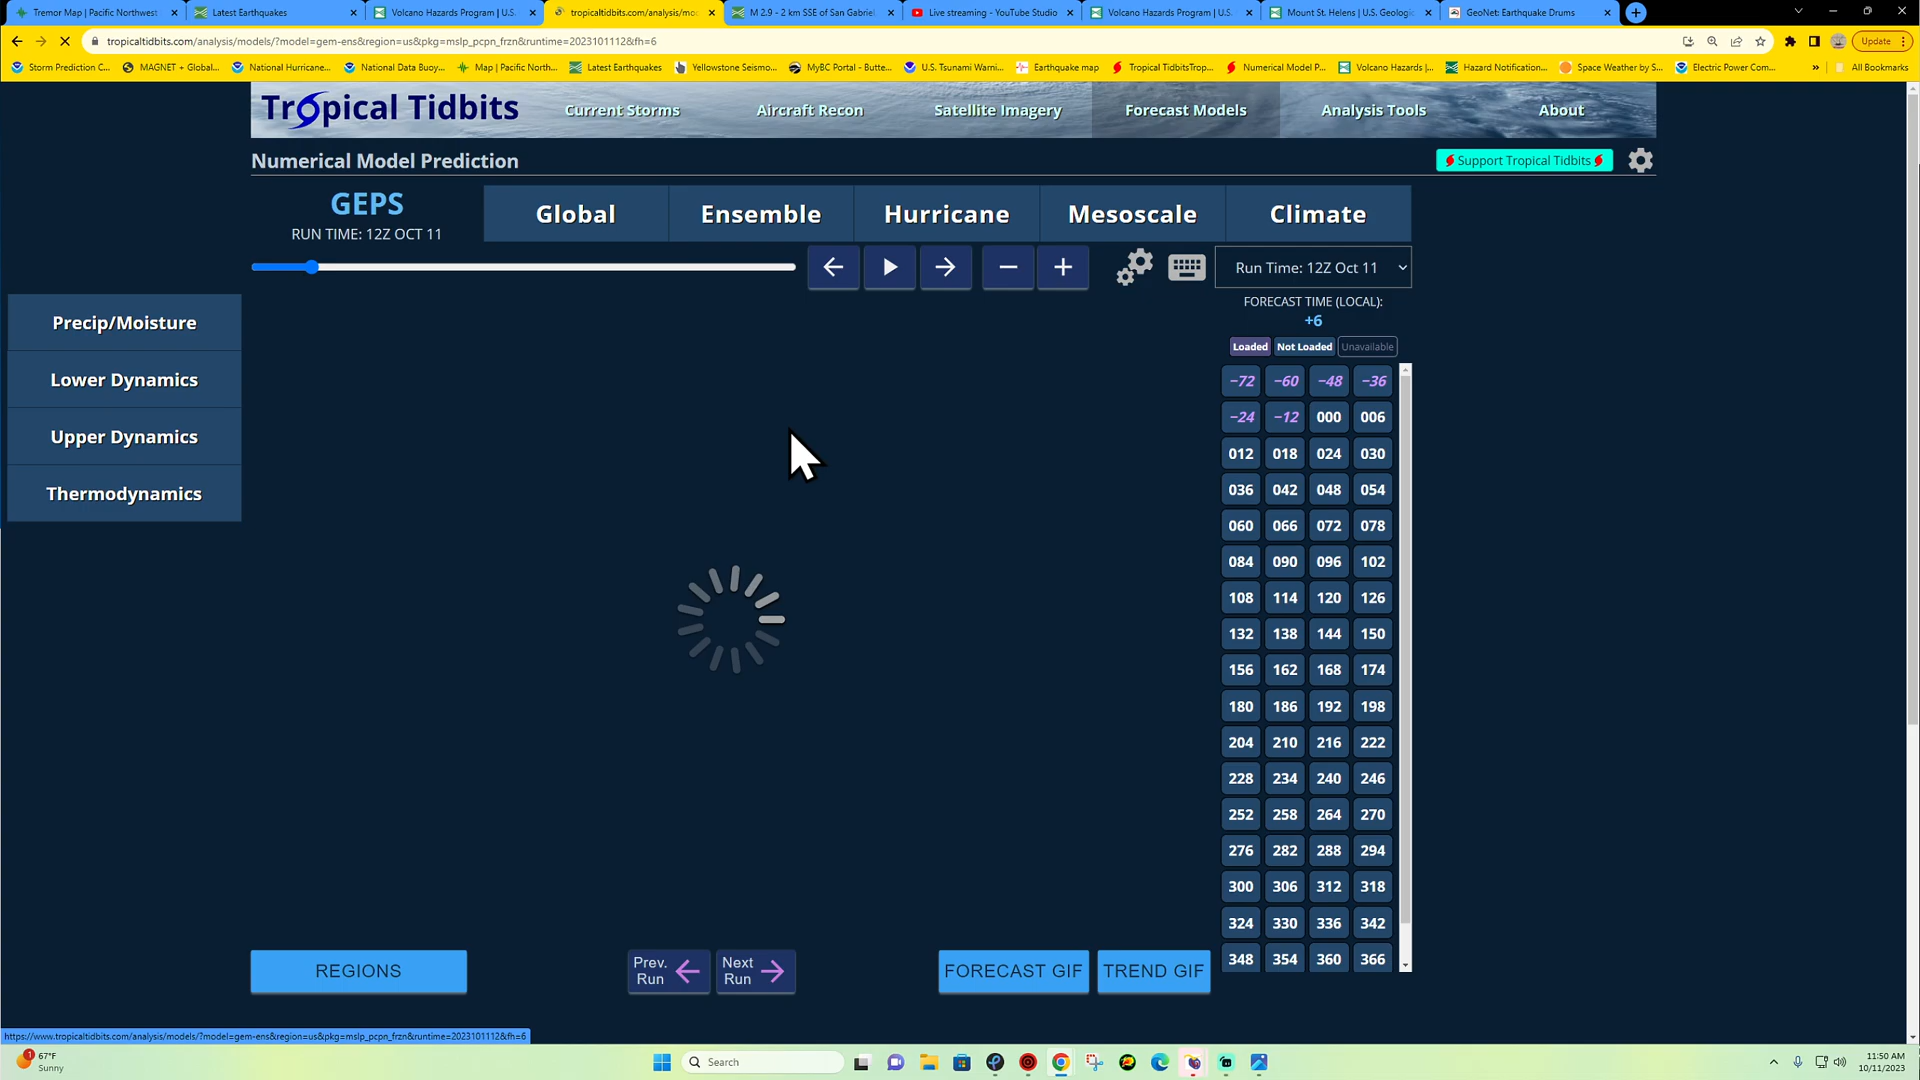 Tremor Map | Pacific Northwest
Latest Earthquakes
Volcano Hazards Program | U.S.
tropicaltidbits.com/analysis/mod
M 2.9 - 2 km SSE of San Gabriel
Live streaming - YouTube Studio
Volcano Hazards Program | U.S.
Mount St. Helens | U.S. Geologic
GeoNet: Earthquake Drums
tropicaltidbits.com/analysis/models/?model=gem-ens&region=us&pkg=mslp_pcpn_frzn&runtime=2023101112&fh=6
Update
Storm Prediction C...
MAGNET + Global...
National Hurricane...
National Data Buoy...
Map | Pacific North...
Latest Earthquakes
Yellowstone Seismo...
MyBC Portal - Butte...
U.S. Tsunami Warni...
Earthquake map
Tropical TidbitsTrop...
Numerical Model P...
Volcano Hazards |...
Hazard Notification...
Space Weather by S...
Electric Power Com...
»
All Bookmarks
Tropical Tidbits
Current Storms
Aircraft Recon
Satellite Imagery
Forecast Models
Analysis Tools
About
Numerical Model Prediction
Support Tropical Tidbits
GEPS
RUN TIME: 12Z OCT 11
Global
Ensemble
Hurricane
Mesoscale
Climate
Run Time: 12Z Oct 11
FORECAST TIME (LOCAL):
+6
Loaded Not Loaded Unavailable
Precip/Moisture
Lower Dynamics
Upper Dynamics
Thermodynamics
−72 −60 −48 −36
−24 −12 000 006
012 018 024 030
036 042 048 054
060 066 072 078
084 090 096 102
108 114 120 126
132 138 144 150
156 162 168 174
180 186 192 198
204 210 216 222
228 234 240 246
252 258 264 270
276 282 288 294
300 306 312 318
324 330 336 342
348 354 360 366
REGIONS
Prev.
Run
Next
Run
FORECAST GIF
TREND GIF
https://www.tropicaltidbits.com/analysis/models/?model=gem-ens&region=us&pkg=mslp_pcpn_frzn&runtime=2023101112&fh=6
1
67°F
Sunny
Search
11:50 AM
10/11/2023